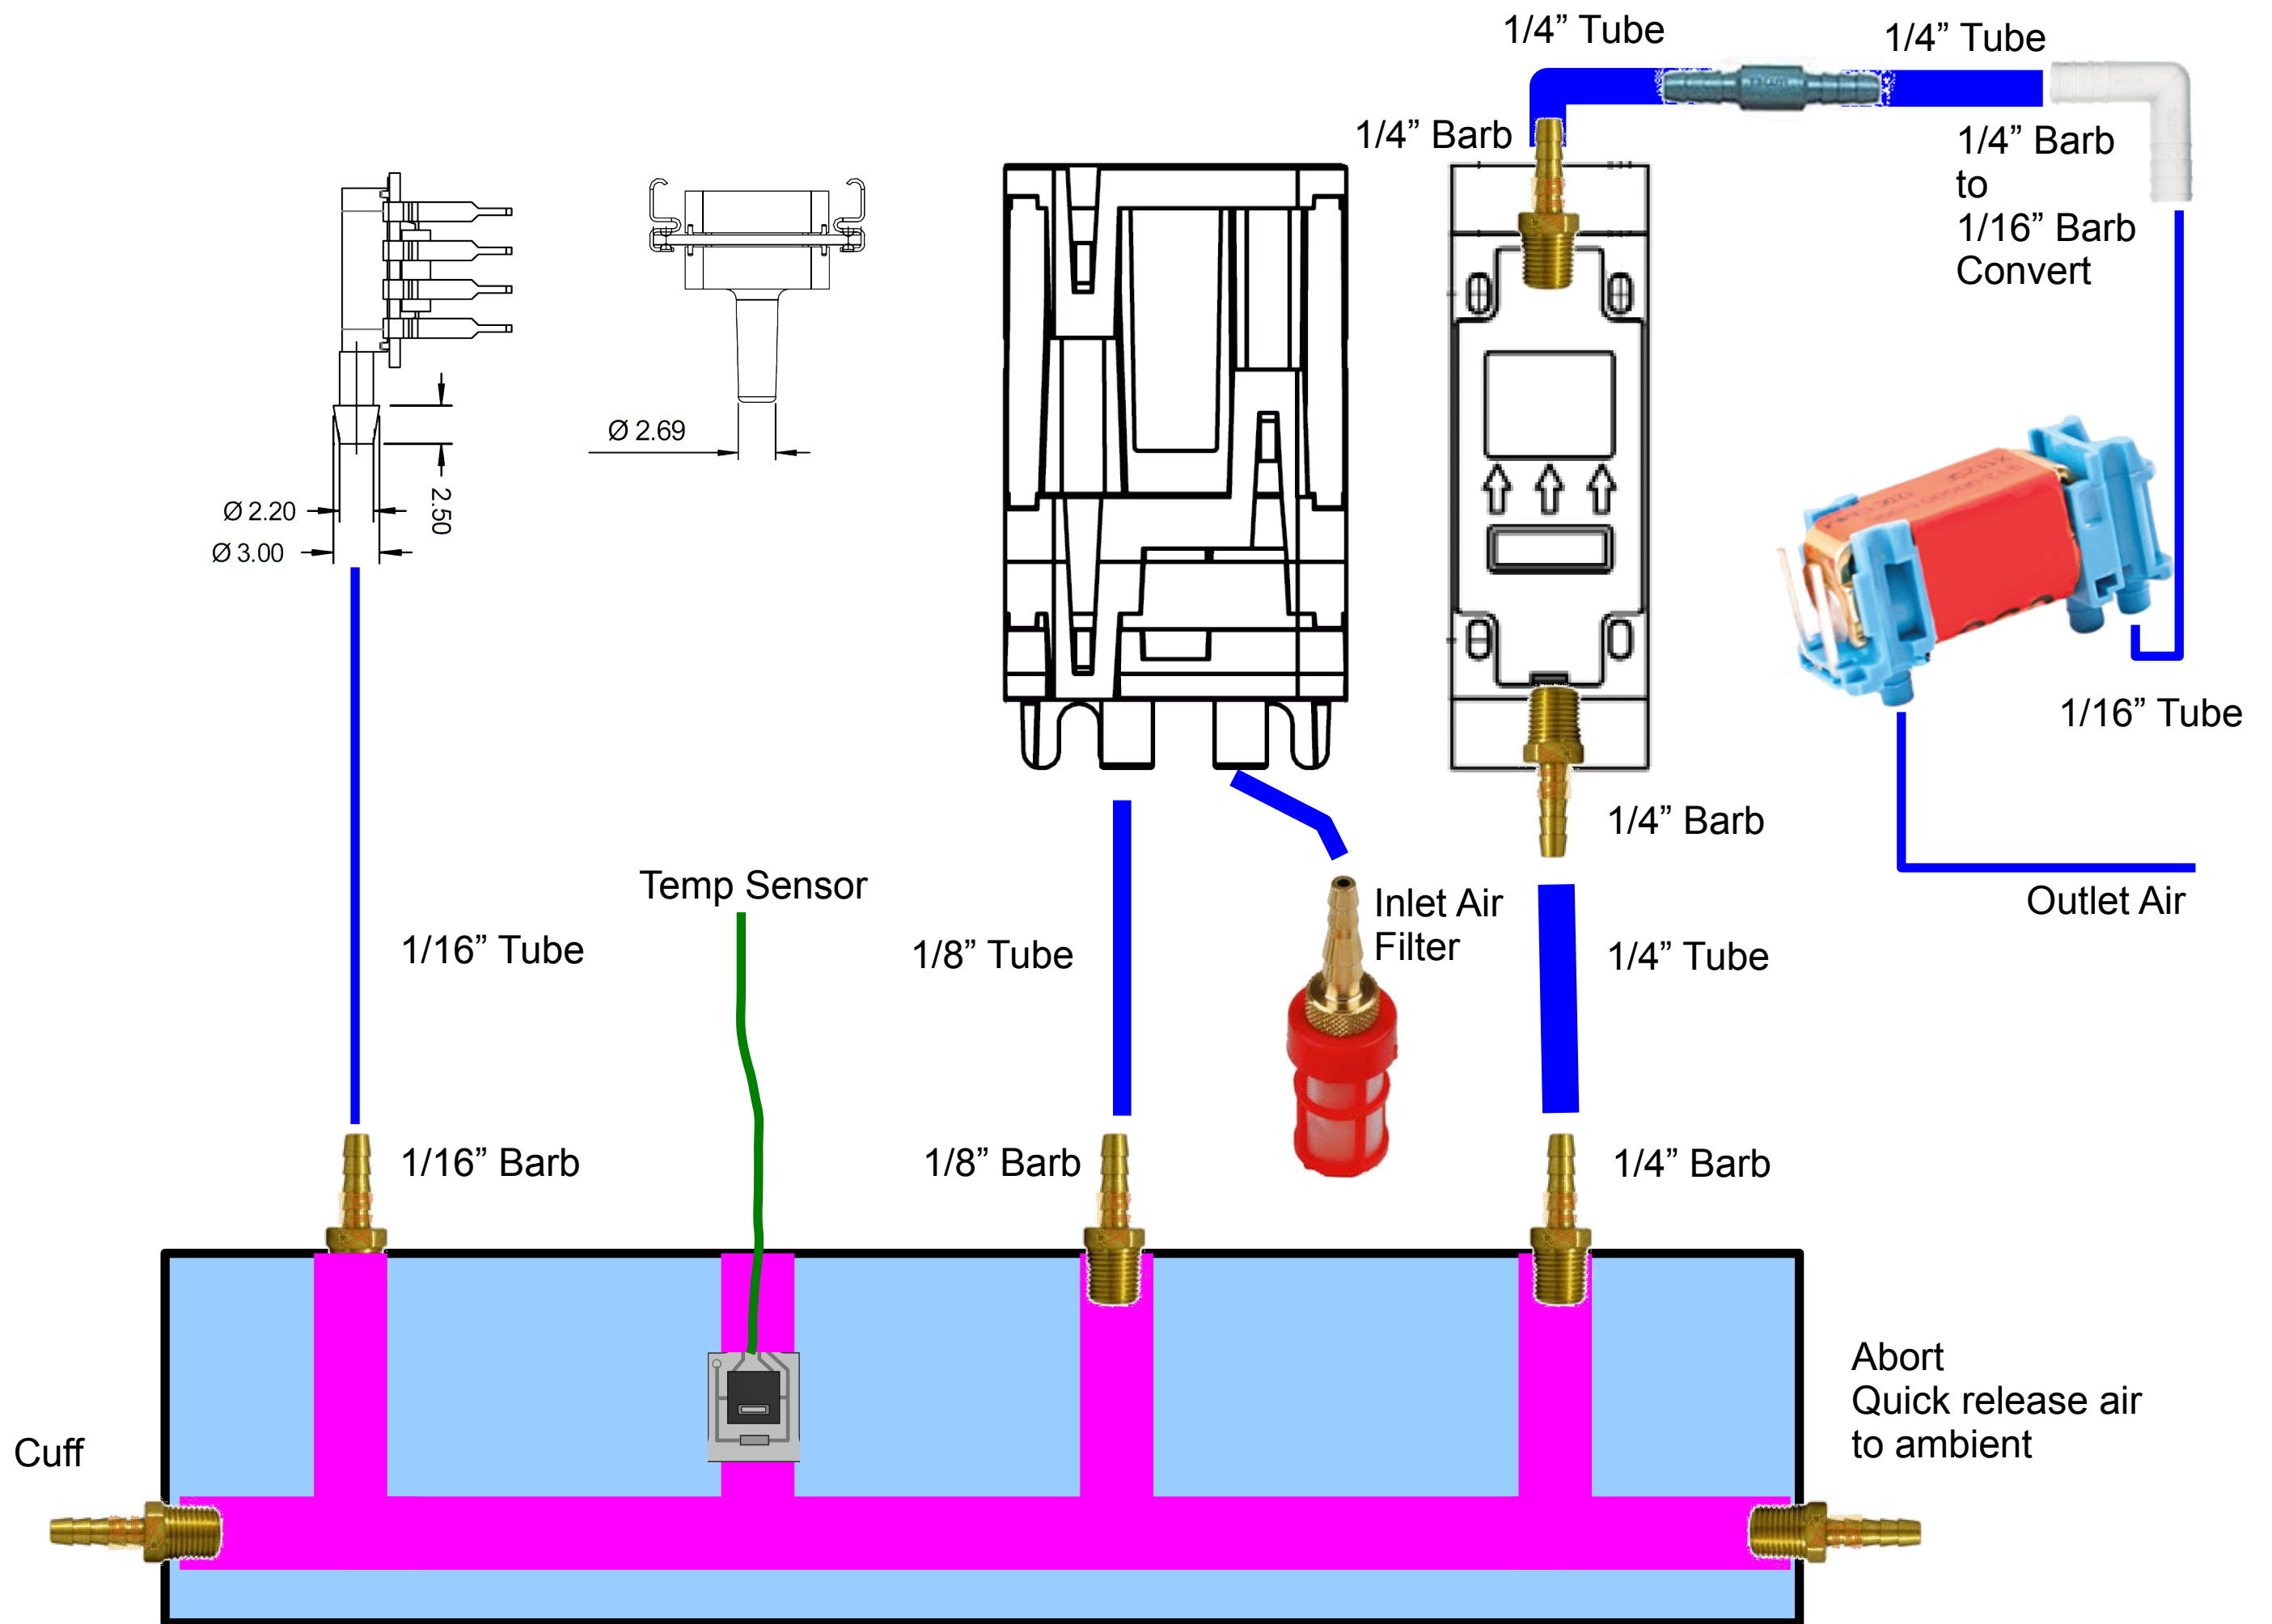 1/4” Tube
1/4” Tube
1/4” Barb
1/4” Barb
to
1/16” Barb
Convert
Ø 2.69
2.50
Ø 2.20
Ø 3.00
1/16” Tube
1/4” Barb
Temp Sensor
Inlet Air
Filter
Outlet Air
1/16” Tube
1/8” Tube
1/4” Tube
1/16” Barb
1/8” Barb
1/4” Barb
Abort
Quick release air
to ambient
Cuff